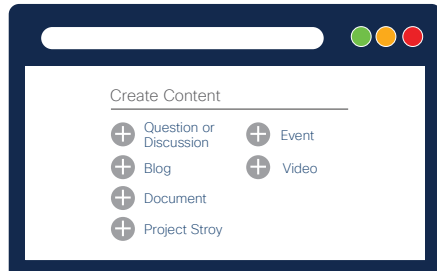 Create Content
Question or
Discussion
Blog
Document
Project Stroy
Event
Video